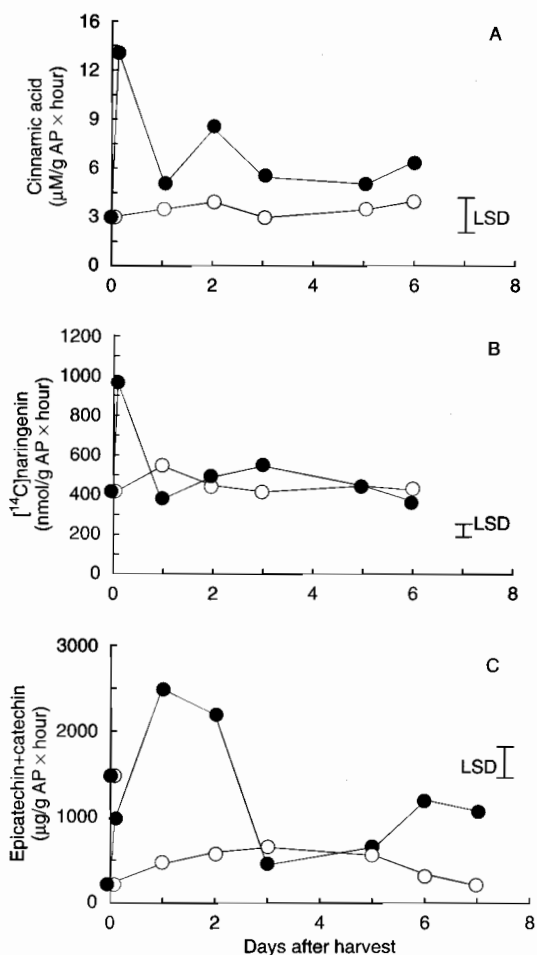 A
Cinnamic acid
(µM/g AP × hour)
16
12
9
6
3
0
LSD
0 2 4 6 8
B
[¹⁴C]naringenin
(nmol/g AP × hour)
1200
1000
800
600
400
200
0
LSD
0 2 4 6 8
C
Epicatechin+catechin
(µg/g AP × hour)
3000
2000
1000
0
LSD
0 2 4 6 8
Days after harvest